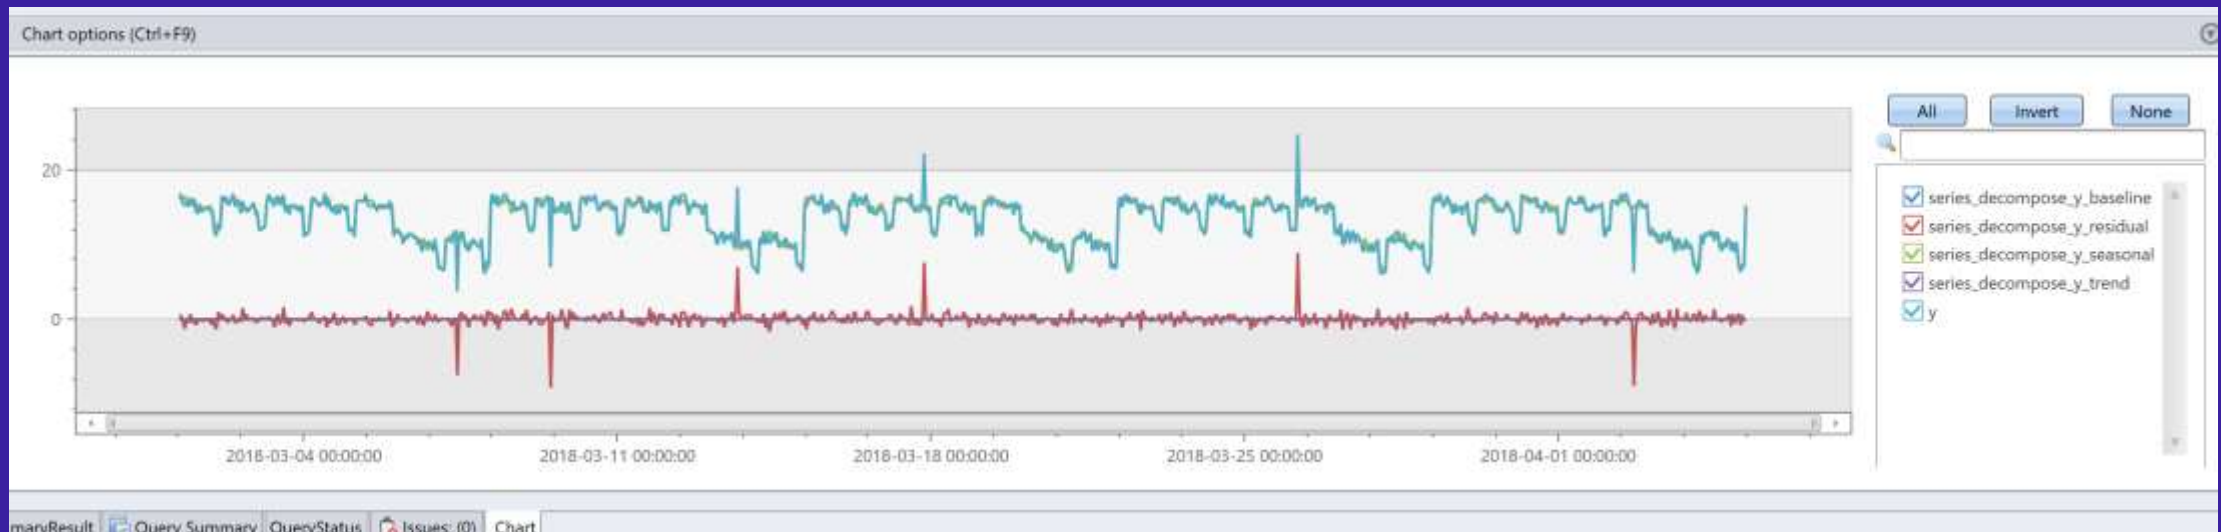 Chart options (Ctrl+F9)
All Invert None
20
0
series_decompose_y_baseline
series_decompose_y_residual
series_decompose_y_seasonal
series_decompose_y_trend
y
2018-03-04 00:00:00 2018-03-11 00:00:00 2018-03-18 00:00:00 2018-03-25 00:00:00 2018-04-01 00:00:00
maryResult Query Summary QueryStatus Issues: (0) Chart